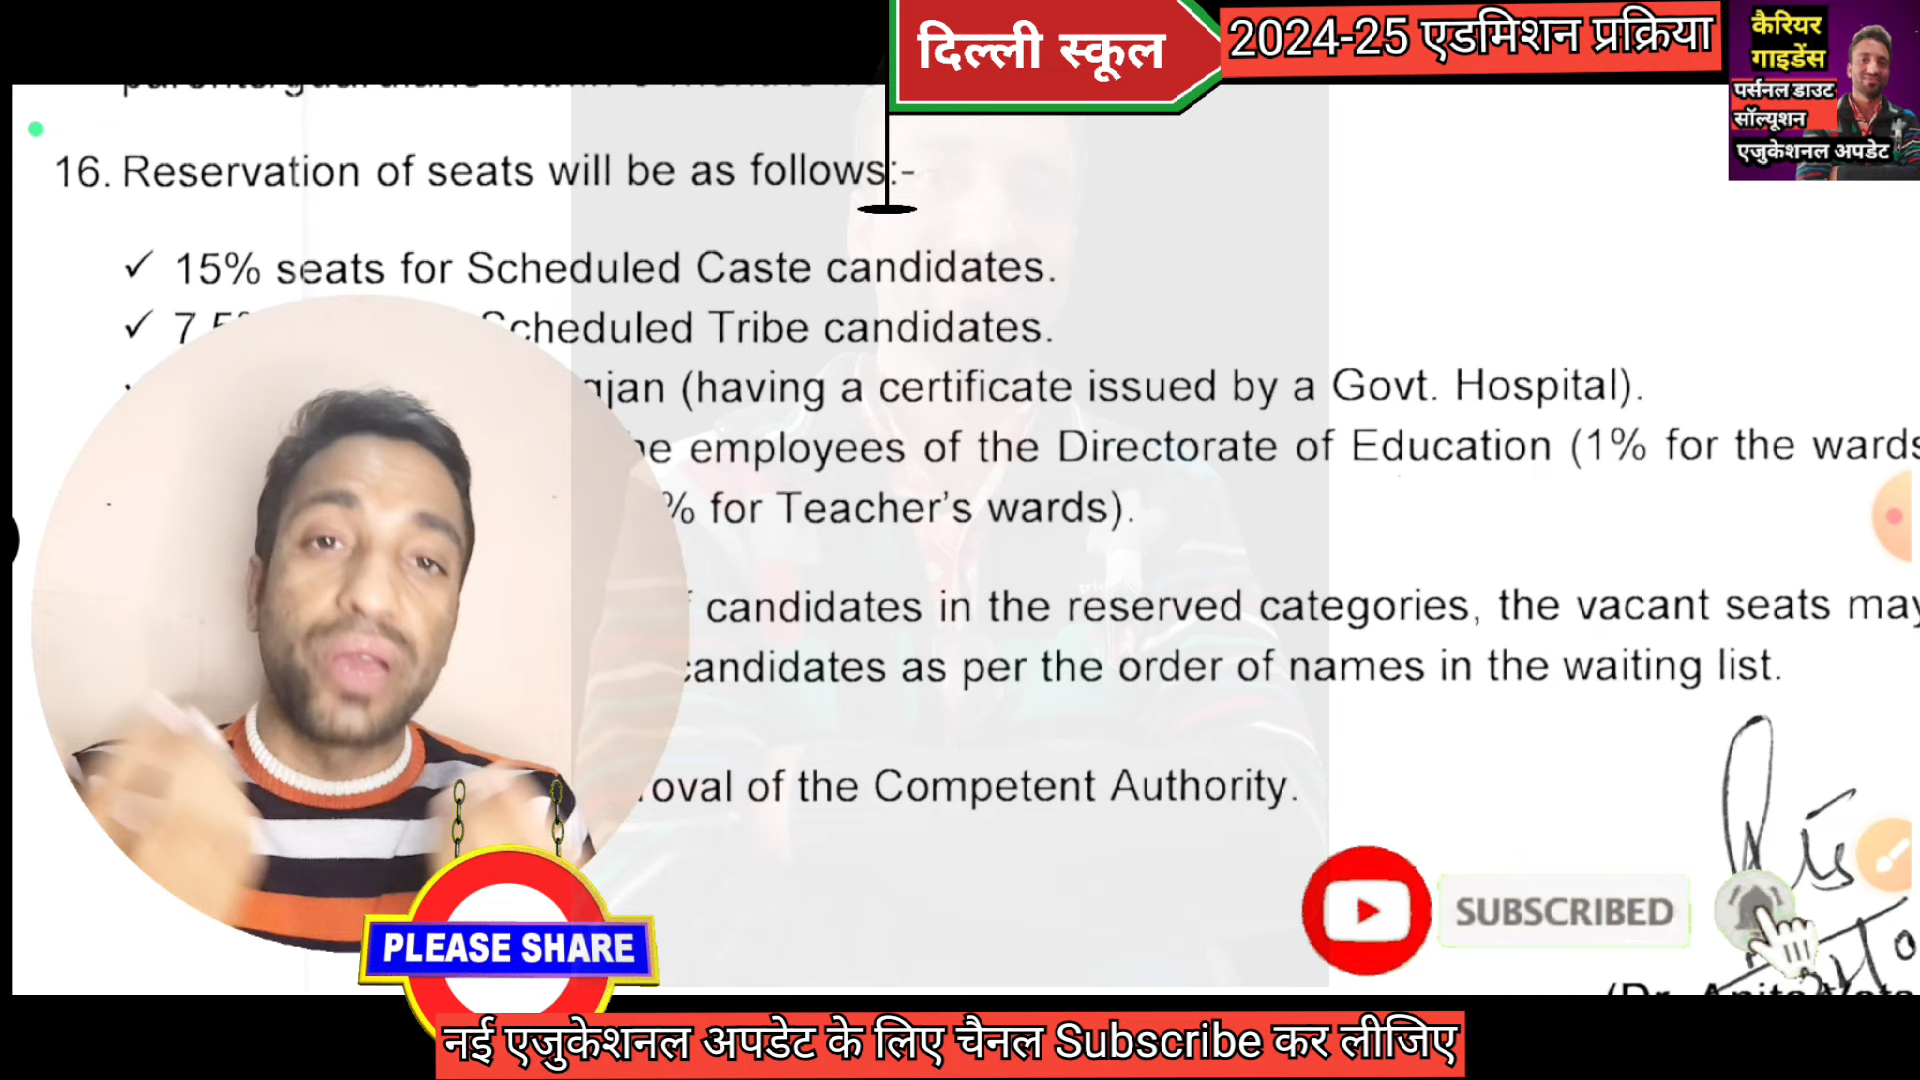 दिल्ली स्कूल
2024-25 एडमिशन प्रक्रिया
कैरियर
गाइडेंस
पर्सनल डाउट
सॉल्यूशन
एजुकेशनल अपडेट
16. Reservation of seats will be as follows:-
✓ 15% seats for Scheduled Caste candidates.
✓ 7.5% Scheduled Tribe candidates.
(having a certificate issued by a Govt. Hospital).
employees of the Directorate of Education (1% for the wards
% for Teacher's wards).
candidates in the reserved categories, the vacant seats may
candidates as per the order of names in the waiting list.
of the Competent Authority.
SUBSCRIBED
PLEASE SHARE
नई एजुकेशनल अपडेट के लिए चैनल Subscribe कर लीजिए